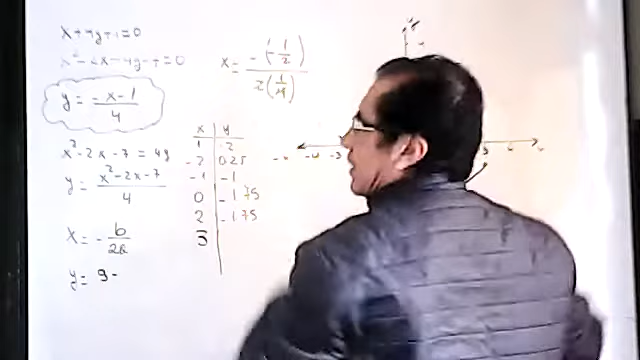 x+4y+1=0
x²-2x-4y-7=0
y = -x-1/4
x²-2x-7 = 4y
y = x²-2x-7/4
x = -b/2a
y = 9-
x = -(-1/2)/2(1/4)
x | y
1 | -2
-2 | 0.25
-1 | -1
0 | -1.75
2 | -1.75
3